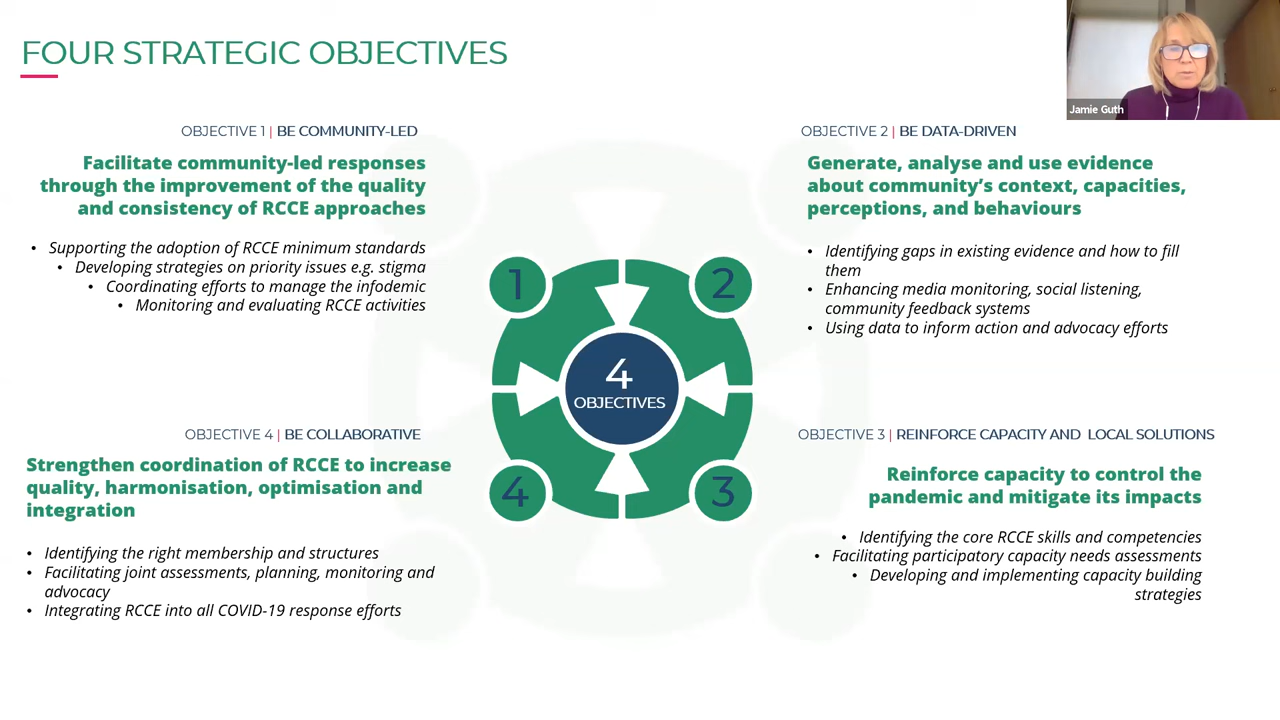 FOUR STRATEGIC OBJECTIVES
Jamie Guth
OBJECTIVE 1 | BE COMMUNITY-LED
Facilitate community-led responses
through the improvement of the quality
and consistency of RCCE approaches
• Supporting the adoption of RCCE minimum standards
• Developing strategies on priority issues e.g. stigma
• Coordinating efforts to manage the infodemic
• Monitoring and evaluating RCCE activities
OBJECTIVE 2 | BE DATA-DRIVEN
Generate, analyse and use evidence
about community’s context, capacities,
perceptions, and behaviours
• Identifying gaps in existing evidence and how to fill
them
• Enhancing media monitoring, social listening,
community feedback systems
• Using data to inform action and advocacy efforts
1
2
4
OBJECTIVES
4
3
OBJECTIVE 4 | BE COLLABORATIVE
Strengthen coordination of RCCE to increase
quality, harmonisation, optimisation and
integration
• Identifying the right membership and structures
• Facilitating joint assessments, planning, monitoring and
advocacy
• Integrating RCCE into all COVID-19 response efforts
OBJECTIVE 3 | REINFORCE CAPACITY AND LOCAL SOLUTIONS
Reinforce capacity to control the
pandemic and mitigate its impacts
• Identifying the core RCCE skills and competencies
• Facilitating participatory capacity needs assessments
• Developing and implementing capacity building
strategies